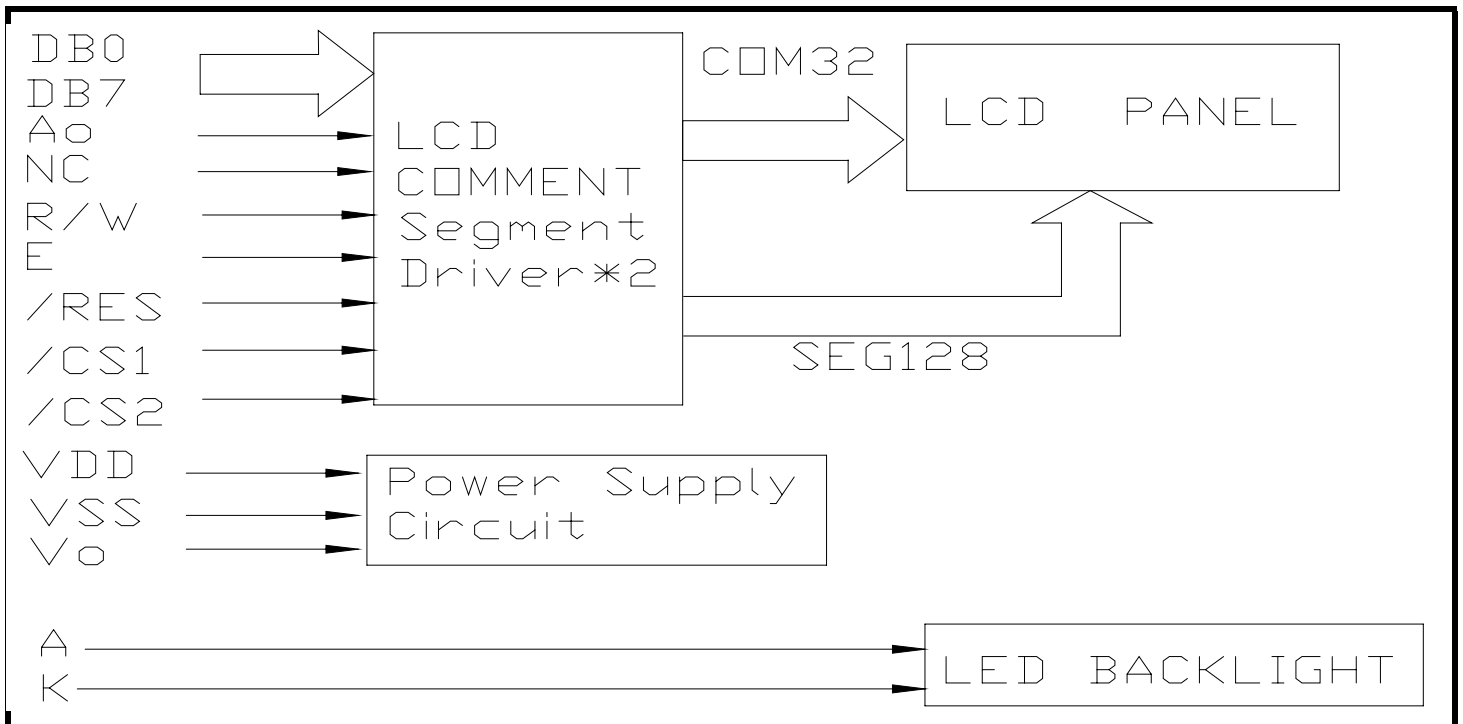 DB0
DB7
Ao
NC
R/W
E
/RES
/CS1
/CS2
LCD
COMMENT
Segment
Driver*2
COM32
LCD PANEL
SEG128
VDD
VSS
Vo
Power Supply
Circuit
A
K
LED BACKLIGHT